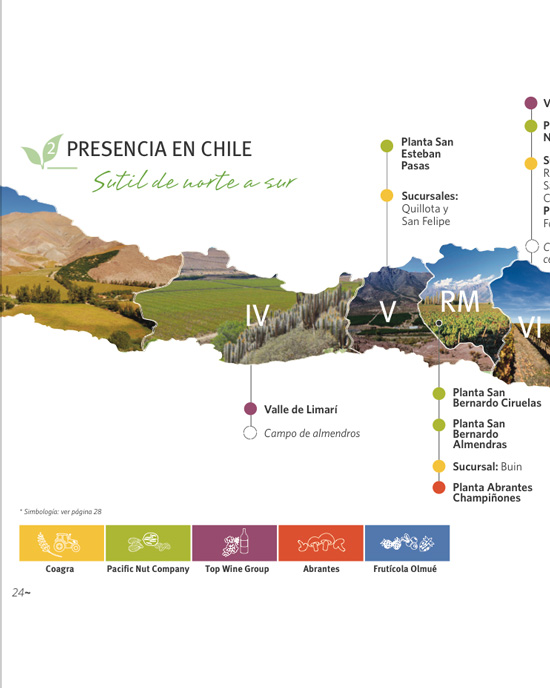 2
PRESENCIA EN CHILE
Sutil de norte a sur
Planta San
Esteban
Pasas
Sucursales:
Quillota y
San Felipe
IV
V
RM
VI
Valle de Limarí
Campo de almendros
Planta San
Bernardo Ciruelas
Planta San
Bernardo
Almendras
Sucursal: Buin
Planta Abrantes
Champiñones
* Simbología: ver página 28
Coagra
Pacific Nut Company
Top Wine Group
Abrantes
Frutícola Olmué
24~